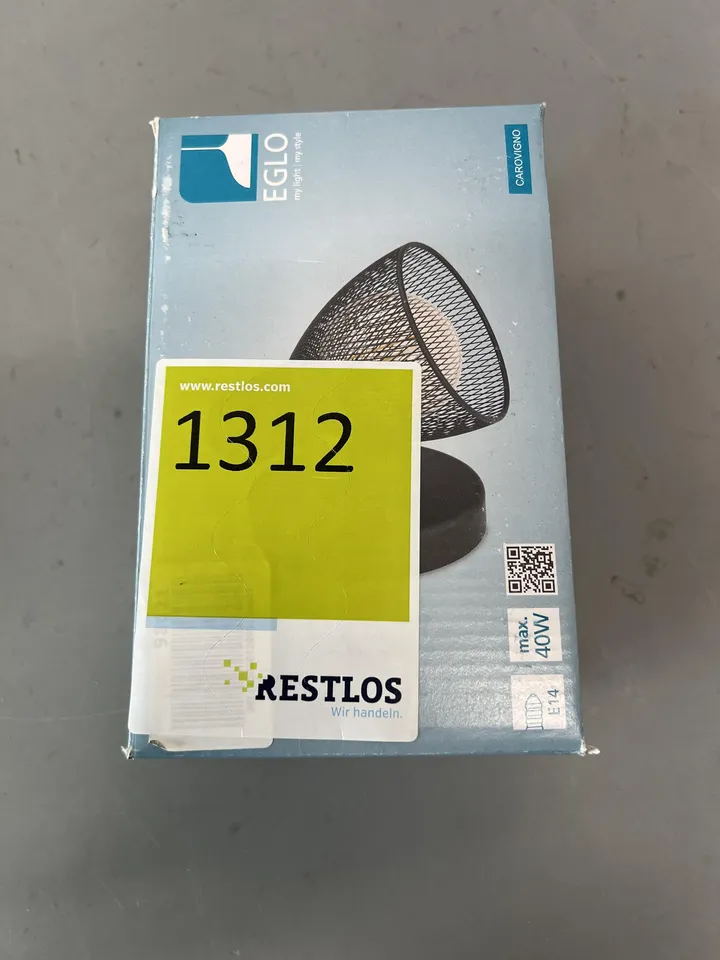 EGLO
my light | my style
CAROVIGNO
www.restlos.com
1312
RESTLOS
Wir handeln.
max.
40W
E14